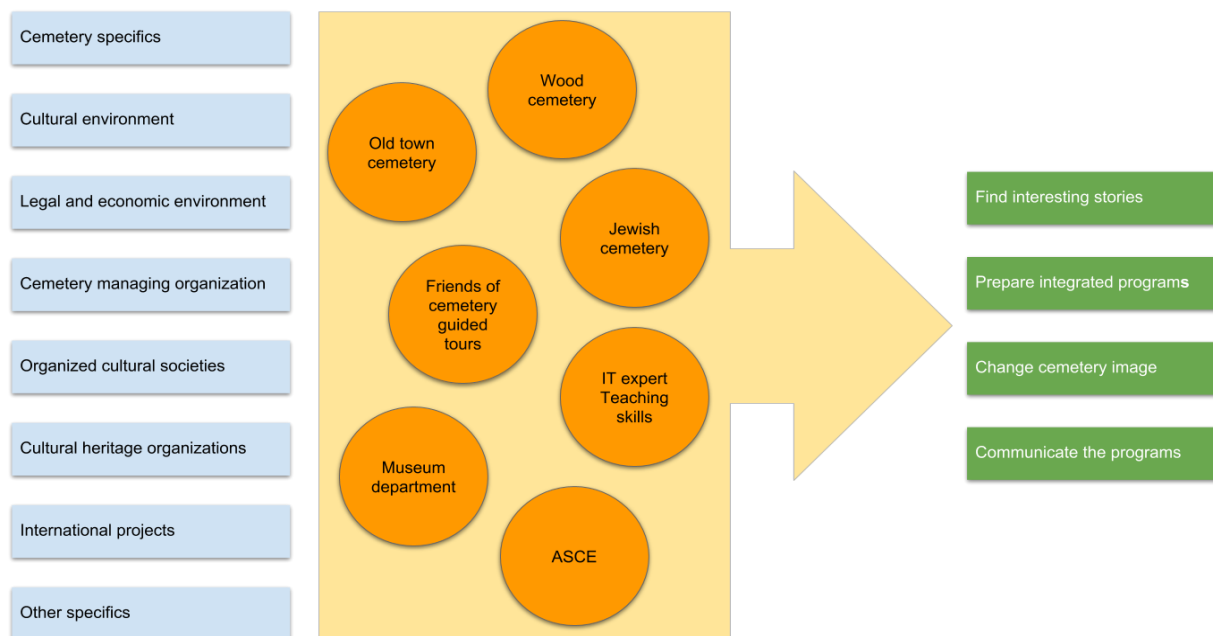 Cemetery specifics
Cultural environment
Legal and economic environment
Cemetery managing organization
Organized cultural societies
Cultural heritage organizations
International projects
Other specifics
Wood
cemetery
Old town
cemetery
Jewish
cemetery
Friends of
cemetery
guided
tours
IT expert
Teaching
skills
Museum
department
ASCE
Find interesting stories
Prepare integrated programs
Change cemetery image
Communicate the programs